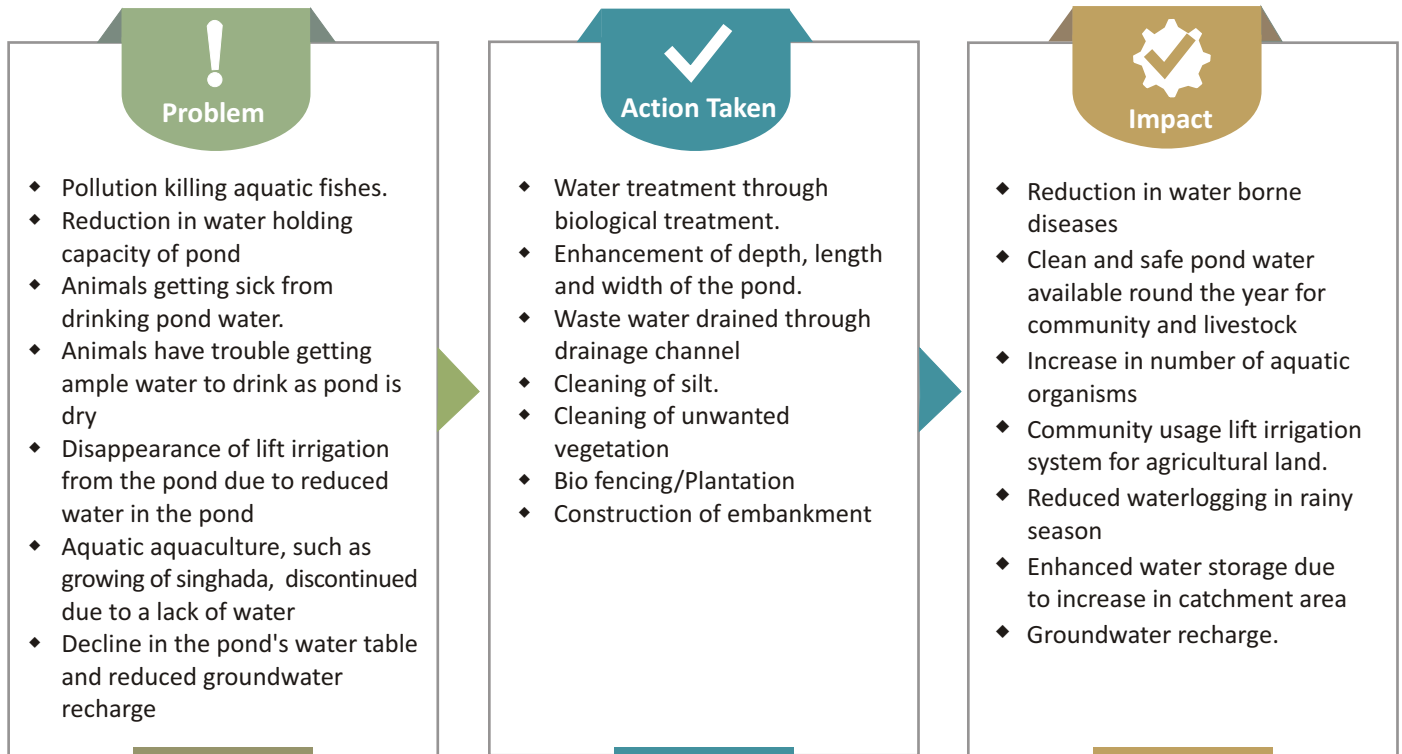 Problem
◆ Pollution killing aquatic fishes.
◆ Reduction in water holding
capacity of pond
◆ Animals getting sick from
drinking pond water.
◆ Animals have trouble getting
ample water to drink as pond is
dry
◆ Disappearance of lift irrigation
from the pond due to reduced
water in the pond
◆ Aquatic aquaculture, such as
growing of singhada, discontinued
due to a lack of water
◆ Decline in the pond's water table
and reduced groundwater
recharge
Action Taken
◆ Water treatment through
biological treatment.
◆ Enhancement of depth, length
and width of the pond.
◆ Waste water drained through
drainage channel
◆ Cleaning of silt.
◆ Cleaning of unwanted
vegetation
◆ Bio fencing/Plantation
◆ Construction of embankment
Impact
◆ Reduction in water borne
diseases
◆ Clean and safe pond water
available round the year for
community and livestock
◆ Increase in number of aquatic
organisms
◆ Community usage lift irrigation
system for agricultural land.
◆ Reduced waterlogging in rainy
season
◆ Enhanced water storage due
to increase in catchment area
◆ Groundwater recharge.